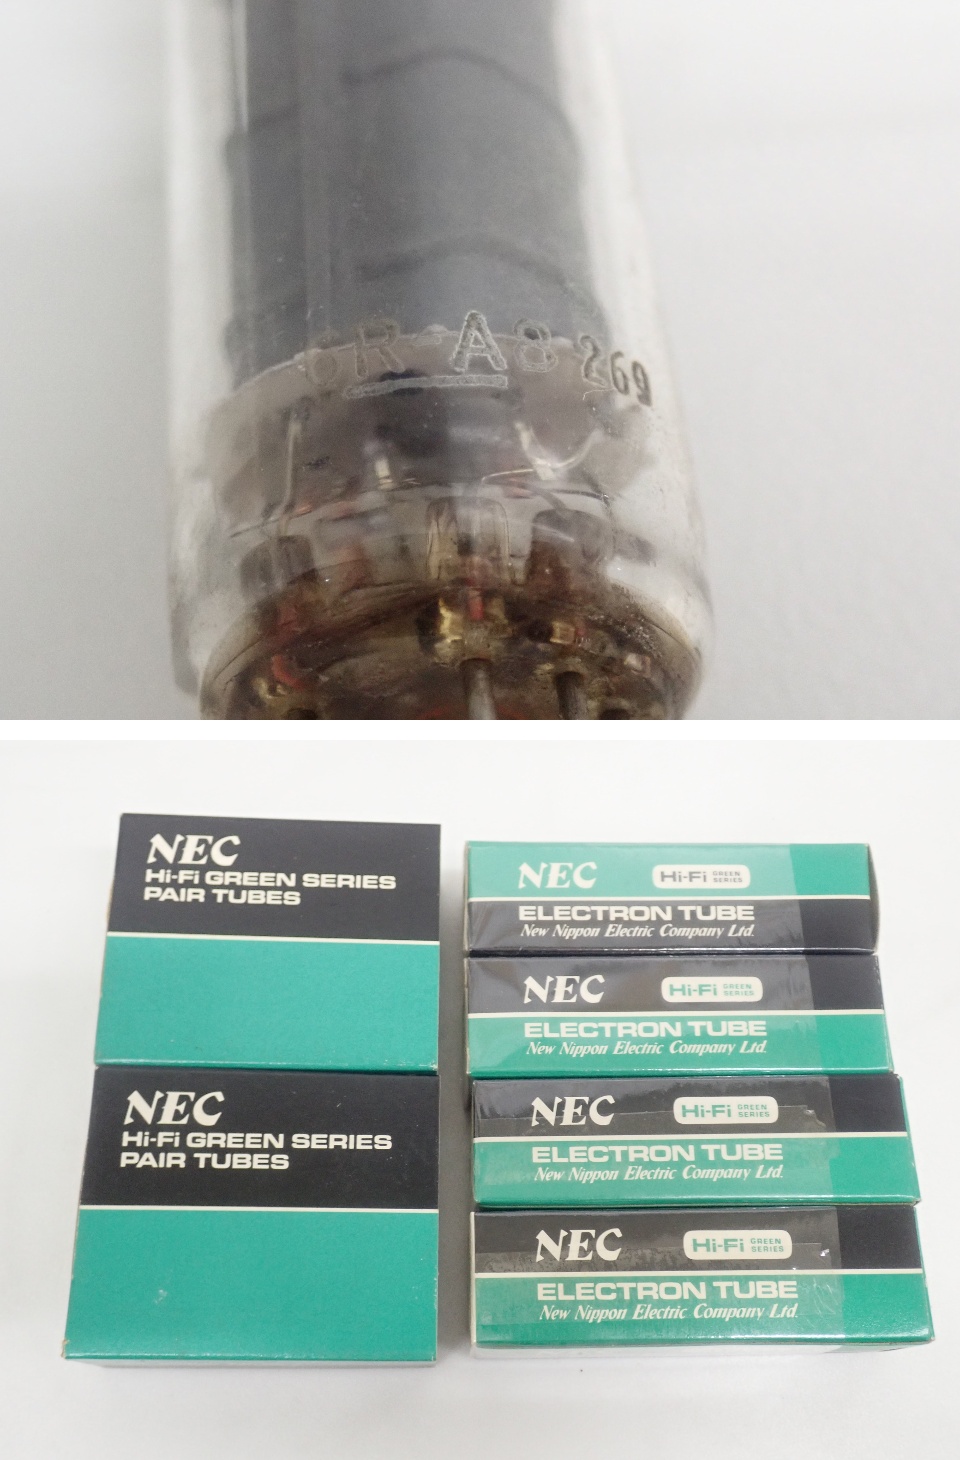 6R-A8 269
NEC
Hi-Fi GREEN SERIES
PAIR TUBES
NEC
Hi-Fi GREEN SERIES
PAIR TUBES
NEC Hi-Fi GREEN SERIES
ELECTRON TUBE
New Nippon Electric Company Ltd.
NEC Hi-Fi GREEN SERIES
ELECTRON TUBE
New Nippon Electric Company Ltd.
NEC Hi-Fi GREEN SERIES
ELECTRON TUBE
New Nippon Electric Company Ltd.
NEC Hi-Fi GREEN SERIES
ELECTRON TUBE
New Nippon Electric Company Ltd.